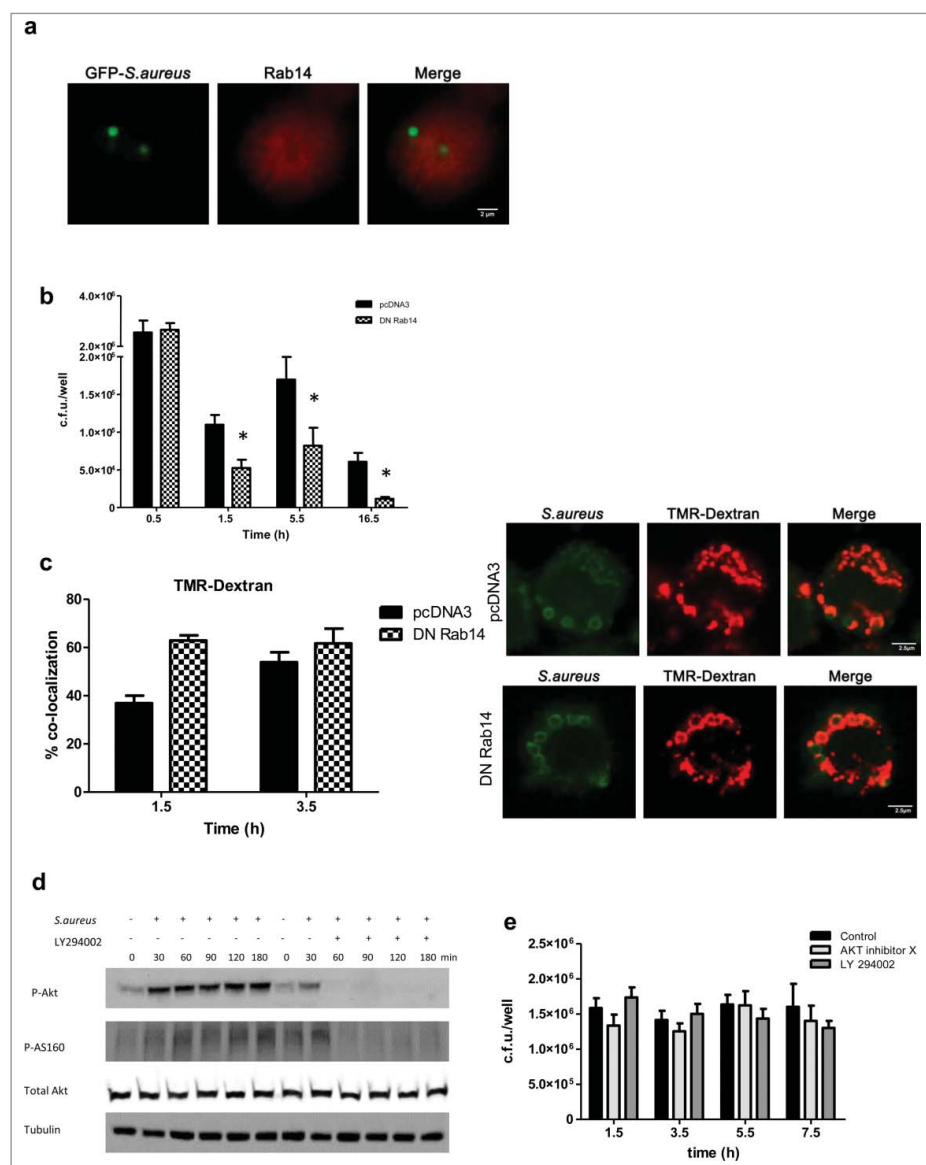 a
GFP-S.aureus Rab14 Merge
2 μm
b
4.0×10⁶
3.0×10⁶
2.0×10⁶
2.0×10⁵
1.5×10⁵
1.0×10⁵
5.0×10⁴
0
c.f.u./well
pcDNA3
DN Rab14
* * *
0.5 1.5 5.5 16.5
Time (h)
c
TMR-Dextran
80
60
40
20
0
% co-localization
pcDNA3
DN Rab14
1.5 3.5
Time (h)
S.aureus TMR-Dextran Merge
pcDNA3
2.5μm
S.aureus TMR-Dextran Merge
DN Rab14
2.5μm
d
S.aureus - + + + + + - + + + + +
LY294002 - - - - - - - - + + + +
0 30 60 90 120 180 0 30 60 90 120 180 min
P-Akt
P-AS160
Total Akt
Tubulin
e
2.5×10⁶
2.0×10⁶
1.5×10⁶
1.0×10⁶
5.0×10⁵
0
c.f.u./well
Control
AKT inhibitor X
LY 294002
1.5 3.5 5.5 7.5
time (h)